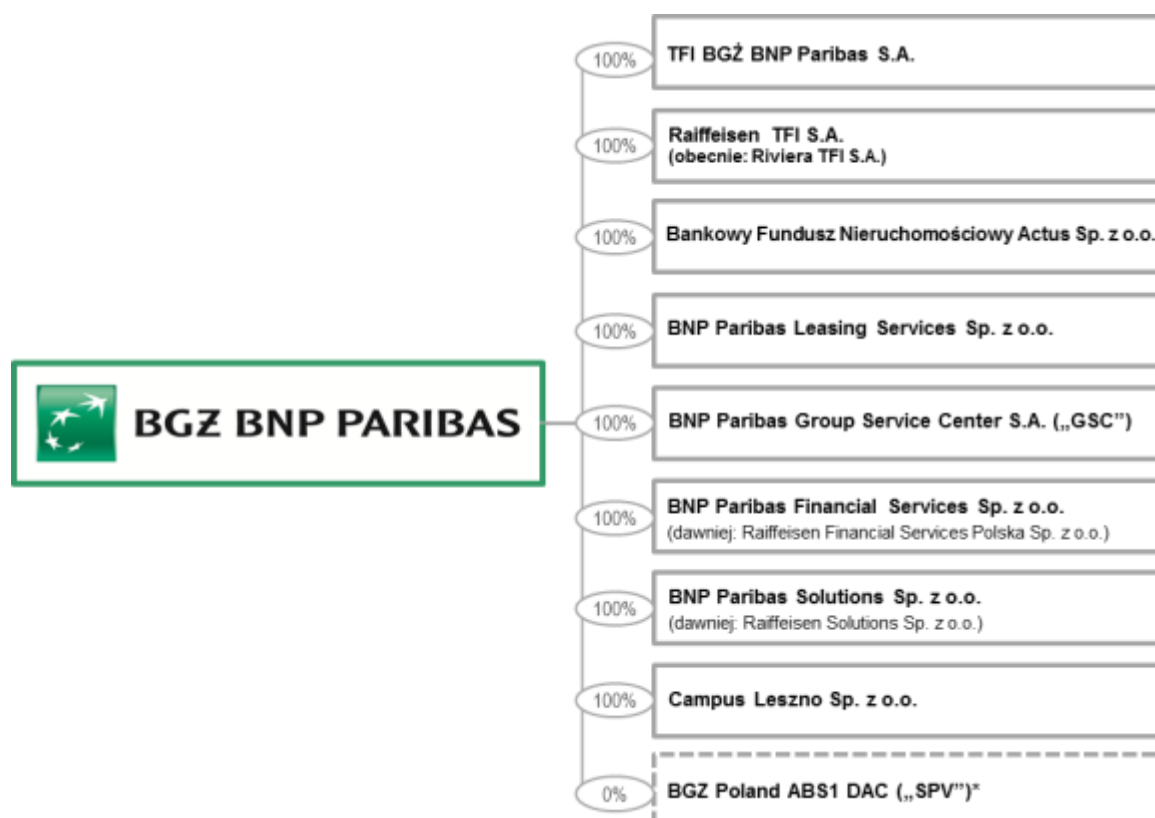 100%
TFI BGŻ BNP Paribas S.A.
100%
Raiffeisen TFI S.A.
(obecnie: Riviera TFI S.A.)
100%
Bankowy Fundusz Nieruchomościowy Actus Sp. z o.o.
100%
BNP Paribas Leasing Services Sp. z o.o.
BGŻ BNP PARIBAS
100%
BNP Paribas Group Service Center S.A. („GSC”)
100%
BNP Paribas Financial Services Sp. z o.o.
(dawniej: Raiffeisen Financial Services Polska Sp. z o.o.)
100%
BNP Paribas Solutions Sp. z o.o.
(dawniej: Raiffeisen Solutions Sp. z o.o.)
100%
Campus Leszno Sp. z o.o.
0%
BGZ Poland ABS1 DAC („SPV”)*